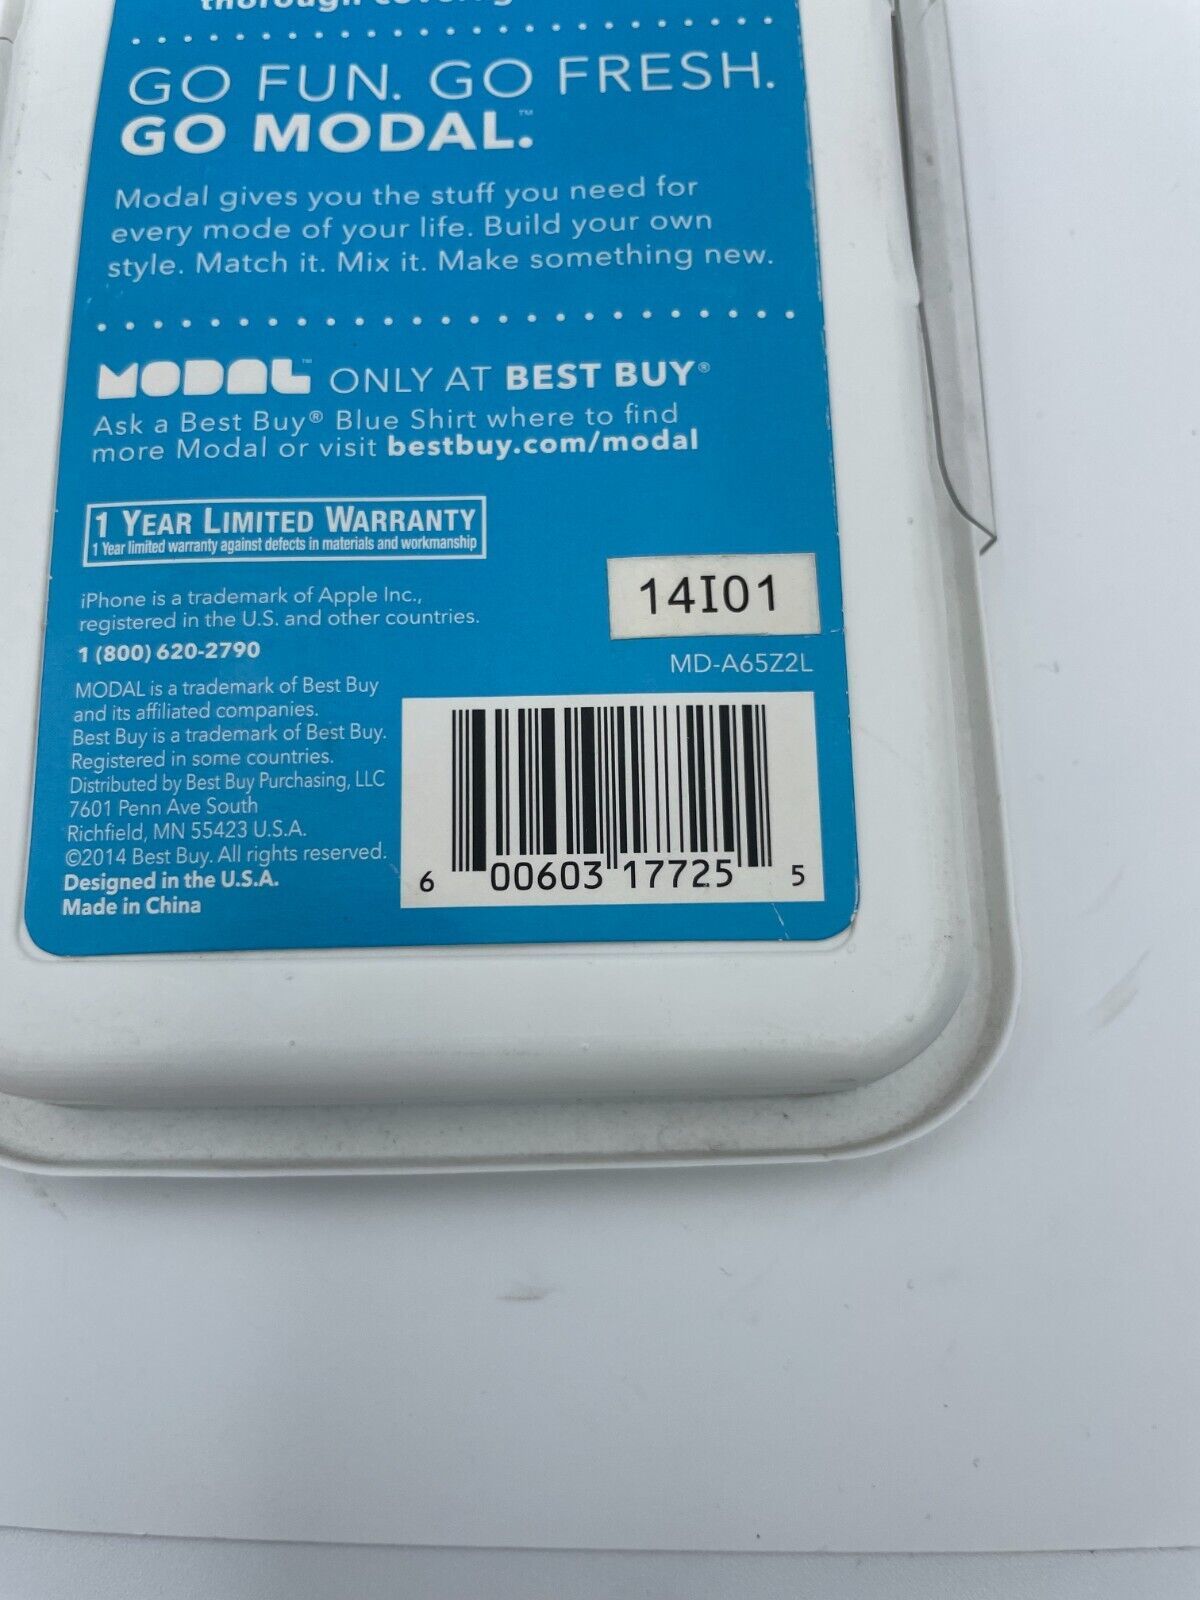 thorough
GO FUN. GO FRESH.
GO MODAL.™
Modal gives you the stuff you need for
every mode of your life. Build your own
style. Match it. Mix it. Make something new.
MODAL™ ONLY AT BEST BUY®
Ask a Best Buy® Blue Shirt where to find
more Modal or visit bestbuy.com/modal
1 YEAR LIMITED WARRANTY
1 Year limited warranty against defects in materials and workmanship
iPhone is a trademark of Apple Inc.,
registered in the U.S. and other countries.
1 (800) 620-2790
MODAL is a trademark of Best Buy
and its affiliated companies.
Best Buy is a trademark of Best Buy.
Registered in some countries.
Distributed by Best Buy Purchasing, LLC
7601 Penn Ave South
Richfield, MN 55423 U.S.A.
©2014 Best Buy. All rights reserved.
Designed in the U.S.A.
Made in China
14I01
MD-A65Z2L
6 00603 17725 5